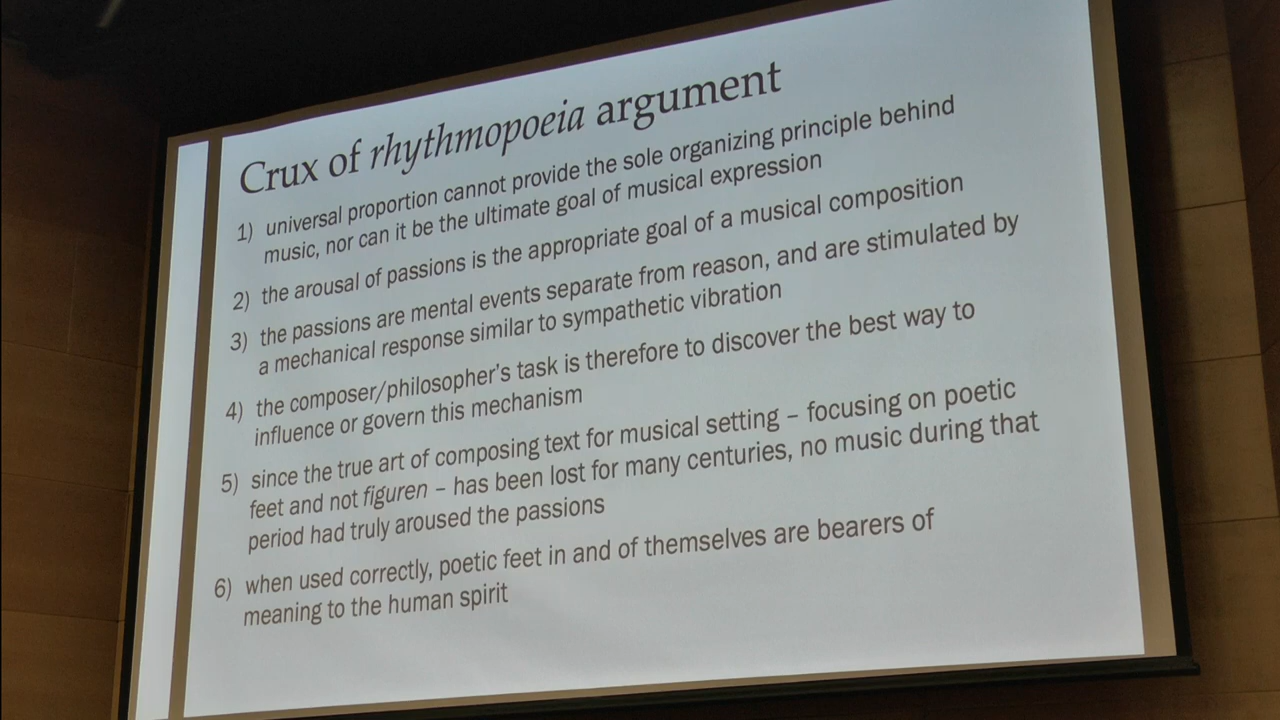 Crux of rhythmopoeia argument
1) universal proportion cannot provide the sole organizing principle behind
music, nor can it be the ultimate goal of musical expression
2) the arousal of passions is the appropriate goal of a musical composition
3) the passions are mental events separate from reason, and are stimulated by
a mechanical response similar to sympathetic vibration
4) the composer/philosopher's task is therefore to discover the best way to
influence or govern this mechanism
5) since the true art of composing text for musical setting – focusing on poetic
feet and not figuren – has been lost for many centuries, no music during that
period had truly aroused the passions
6) when used correctly, poetic feet in and of themselves are bearers of
meaning to the human spirit